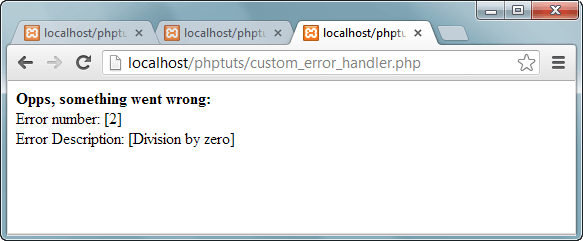 localhost/phptu
localhost/phptu
localhost/phptu
localhost/phptuts/custom_error_handler.php
Opps, something went wrong:
Error number: [2]
Error Description: [Division by zero]